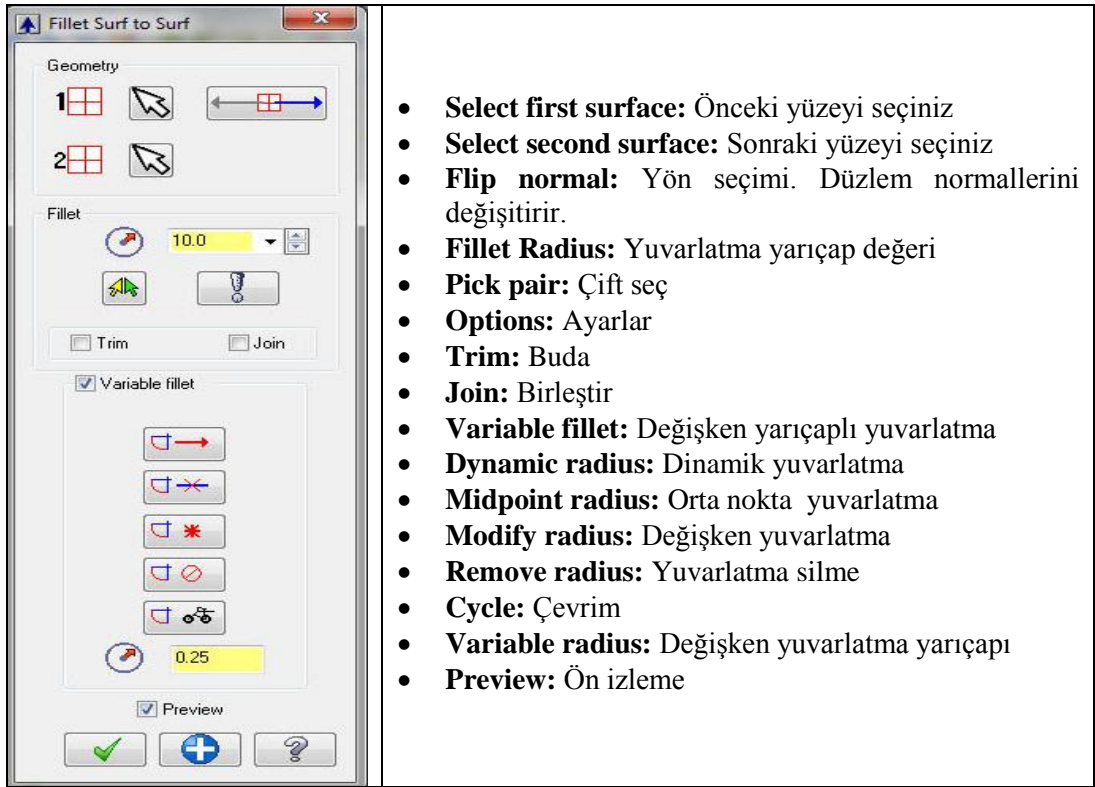 Fillet Surf to Surf
Geometry
1
2
Fillet
10.0
Trim Join
Variable fillet
0.25
Preview
• Select first surface: Önceki yüzeyi seçiniz
• Select second surface: Sonraki yüzeyi seçiniz
• Flip normal: Yön seçimi. Düzlem normallerini
değişitirir.
• Fillet Radius: Yuvarlatma yarıçap değeri
• Pick pair: Çift seç
• Options: Ayarlar
• Trim: Buda
• Join: Birleştir
• Variable fillet: Değişken yarıçaplı yuvarlatma
• Dynamic radius: Dinamik yuvarlatma
• Midpoint radius: Orta nokta yuvarlatma
• Modify radius: Değişken yuvarlatma
• Remove radius: Yuvarlatma silme
• Cycle: Çevrim
• Variable radius: Değişken yuvarlatma yarıçapı
• Preview: Ön izleme